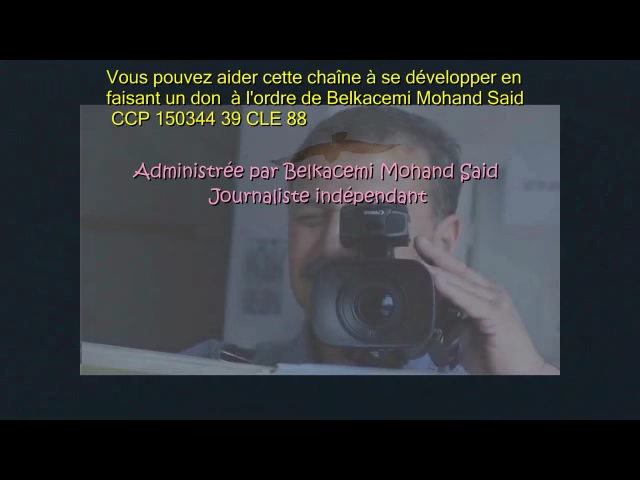 Vous pouvez aider cette chaîne à se développer en
faisant un don à l'ordre de Belkacemi Mohand Said
CCP 150344 39 CLE 88
Administrée par Belkacemi Mohand Said
Journaliste indépendant